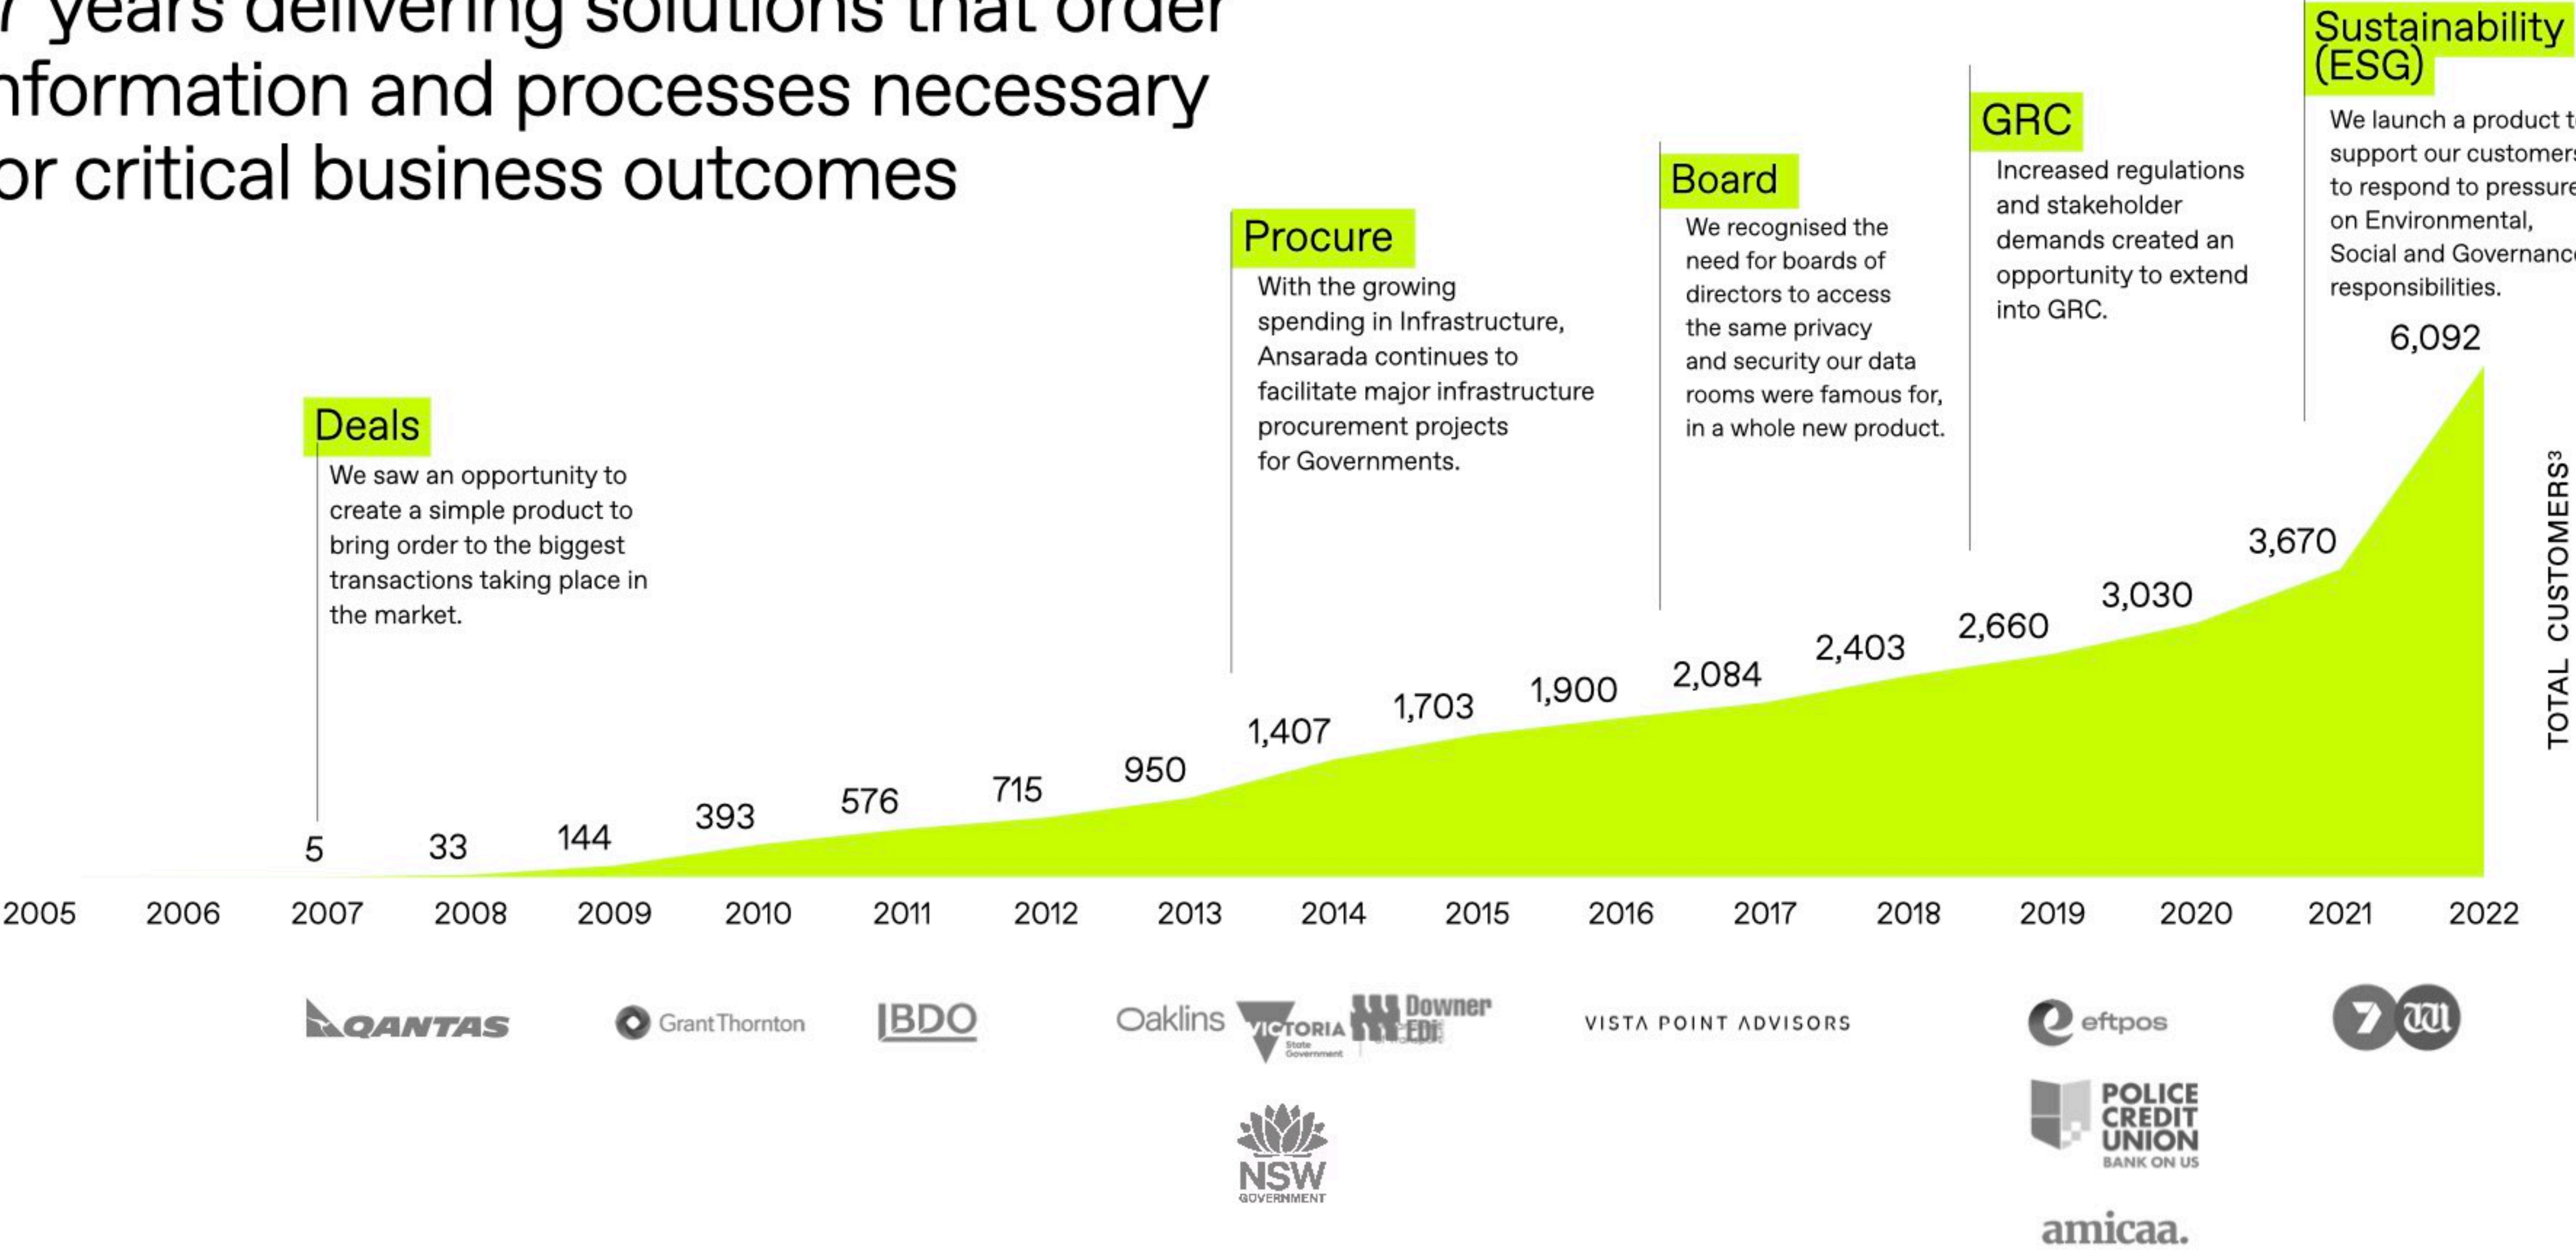 years delivering solutions that order
nformation and processes necessary
or critical business outcomes
Deals
We saw an opportunity to
create a simple product to
bring order to the biggest
transactions taking place in
the market.
Procure
With the growing
spending in Infrastructure,
Ansarada continues to
facilitate major infrastructure
procurement projects
for Governments.
Board
We recognised the
need for boards of
directors to access
the same privacy
and security our data
rooms were famous for,
in a whole new product.
GRC
Increased regulations
and stakeholder
demands created an
opportunity to extend
into GRC.
Sustainability
(ESG)
We launch a product t
support our customers
to respond to pressure
on Environmental,
Social and Governance
responsibilities.
5
33
144
393
576
715
950
1,407
1,703
1,900
2,084
2,403
2,660
3,030
3,670
6,092
TOTAL CUSTOMERS³
2005 2006 2007 2008 2009 2010 2011 2012 2013 2014 2015 2016 2017 2018 2019 2020 2021 2022
QANTAS
Grant Thornton
BDO
Oaklins
VICTORIA
State
Government
Downer
EDi
VISTA POINT ADVISORS
eftpos
7
NSW
GOVERNMENT
POLICE
CREDIT
UNION
BANK ON US
amicaa.